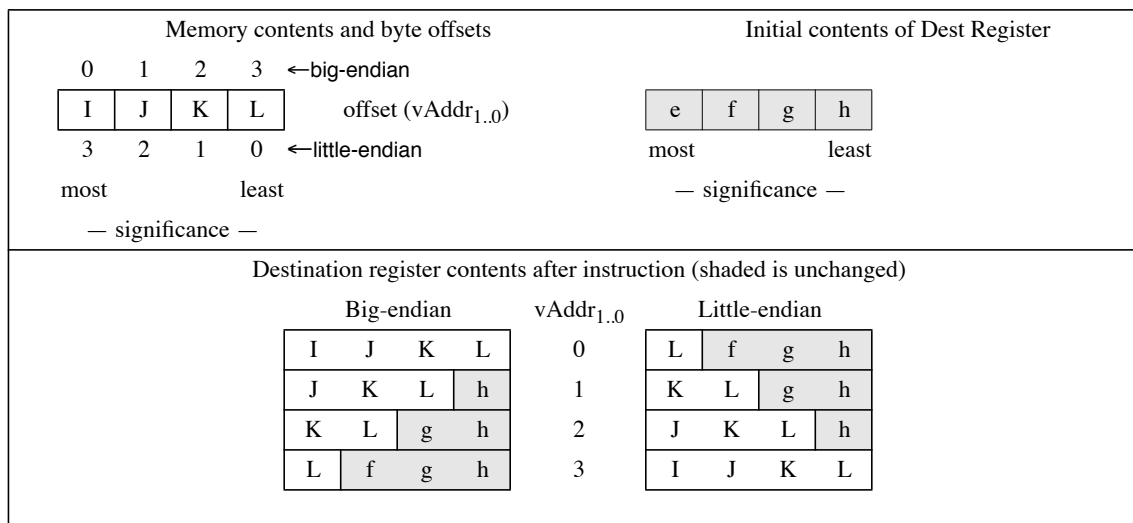 Memory contents and byte offsets
Initial contents of Dest Register
0 1 2 3 ←big-endian
I J K L offset (vAddr1..0)
e f g h
3 2 1 0 ←little-endian
most least
most least
— significance —
— significance —
Destination register contents after instruction (shaded is unchanged)
Big-endian vAddr1..0 Little-endian
I J K L 0 L f g h
J K L h 1 K L g h
K L g h 2 J K L h
L f g h 3 I J K L